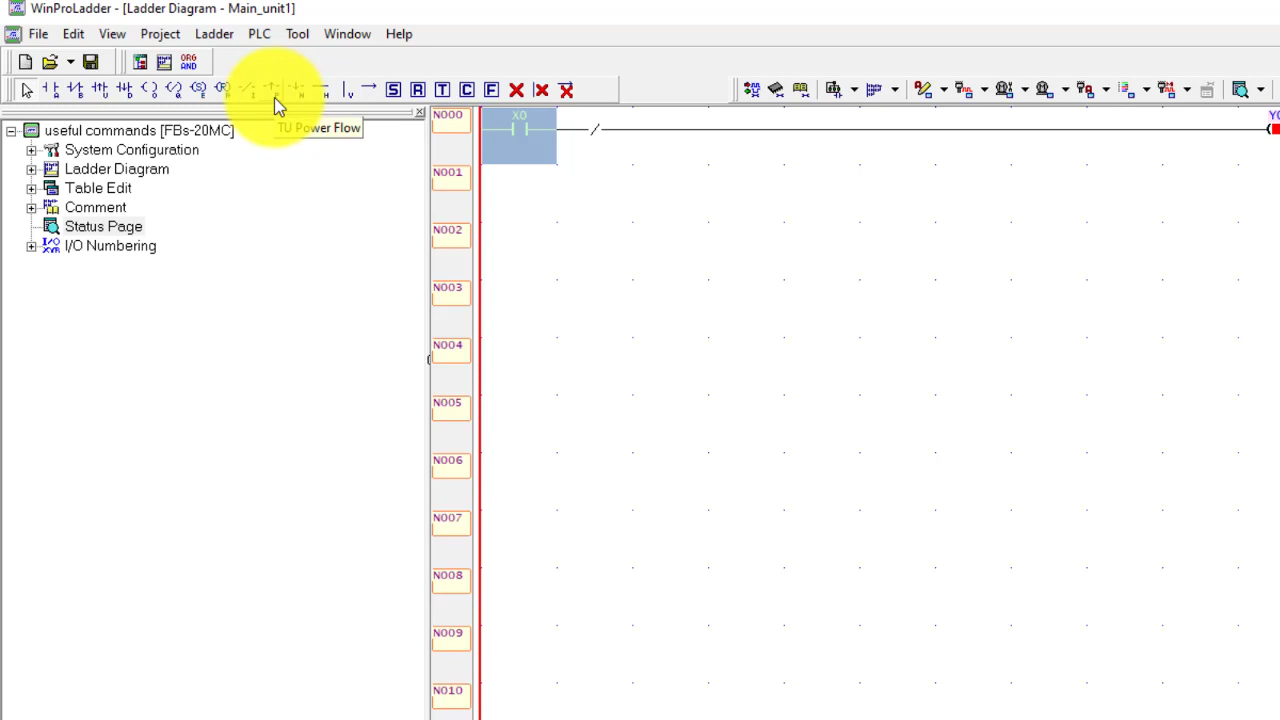 WinProLadder - [Ladder Diagram - Main_unit1]
File Edit View Project Ladder PLC Tool Window Help
ORG
AND
A B U D S E R I H V S R T C F
TU Power Flow
useful commands [FBs-20MC]
System Configuration
Ladder Diagram
Table Edit
Comment
Status Page
I/O Numbering
N000 X0
N001
N002
N003
N004
N005
N006
N007
N008
N009
N010